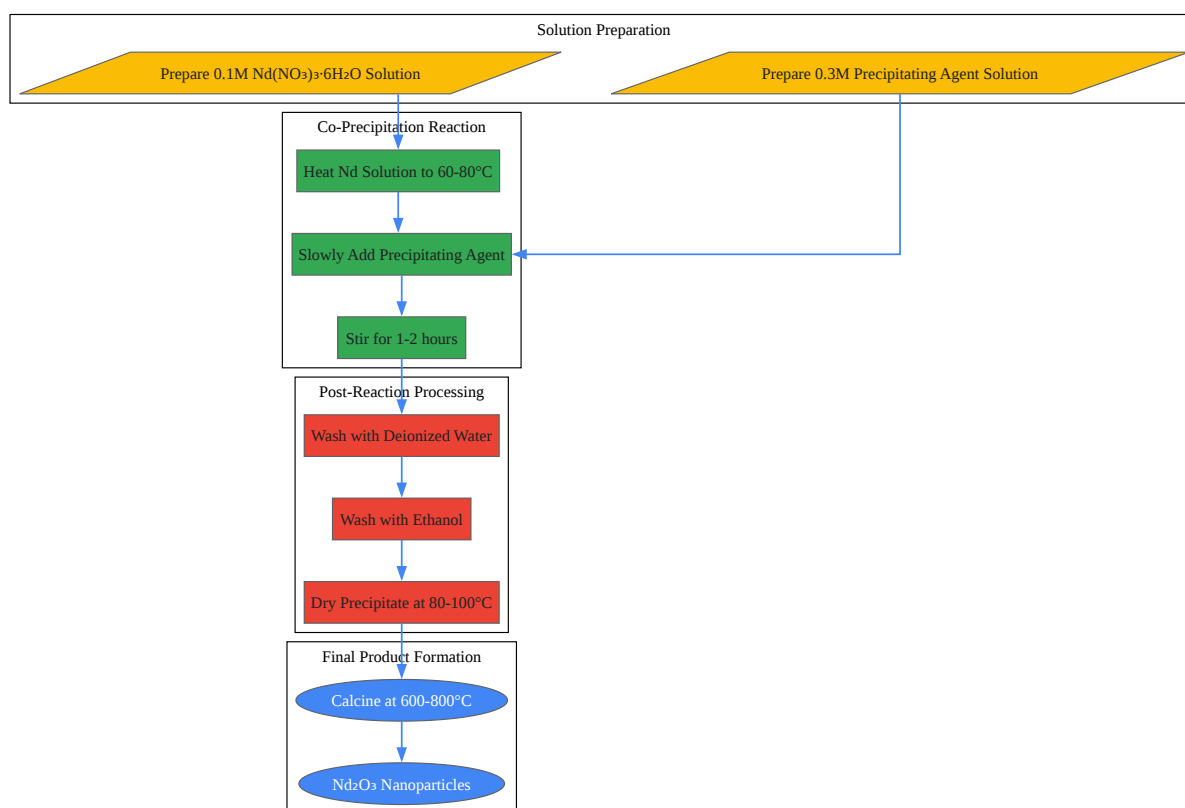 Solution Preparation
Prepare 0.1M Nd(NO₃)₃·6H₂O Solution
Prepare 0.3M Precipitating Agent Solution
Co-Precipitation Reaction
Heat Nd Solution to 60-80°C
Slowly Add Precipitating Agent
Stir for 1-2 hours
Post-Reaction Processing
Wash with Deionized Water
Wash with Ethanol
Dry Precipitate at 80-100°C
Final Product Formation
Calcine at 600-800°C
Nd₂O₃ Nanoparticles